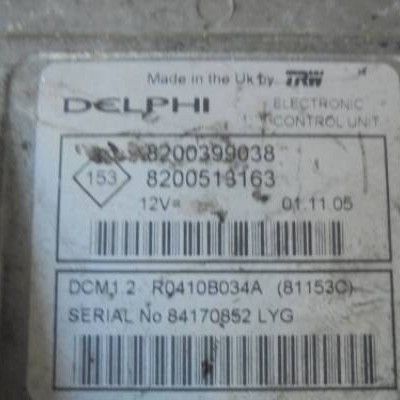 Made in the Uk by TRW
DELPHI ELECTRONIC
CONTROL UNIT
8200399038
153 8200513163
12V= 01.11.05
DCM1.2 R0410B034A (81153C)
SERIAL No 84170852 LYG